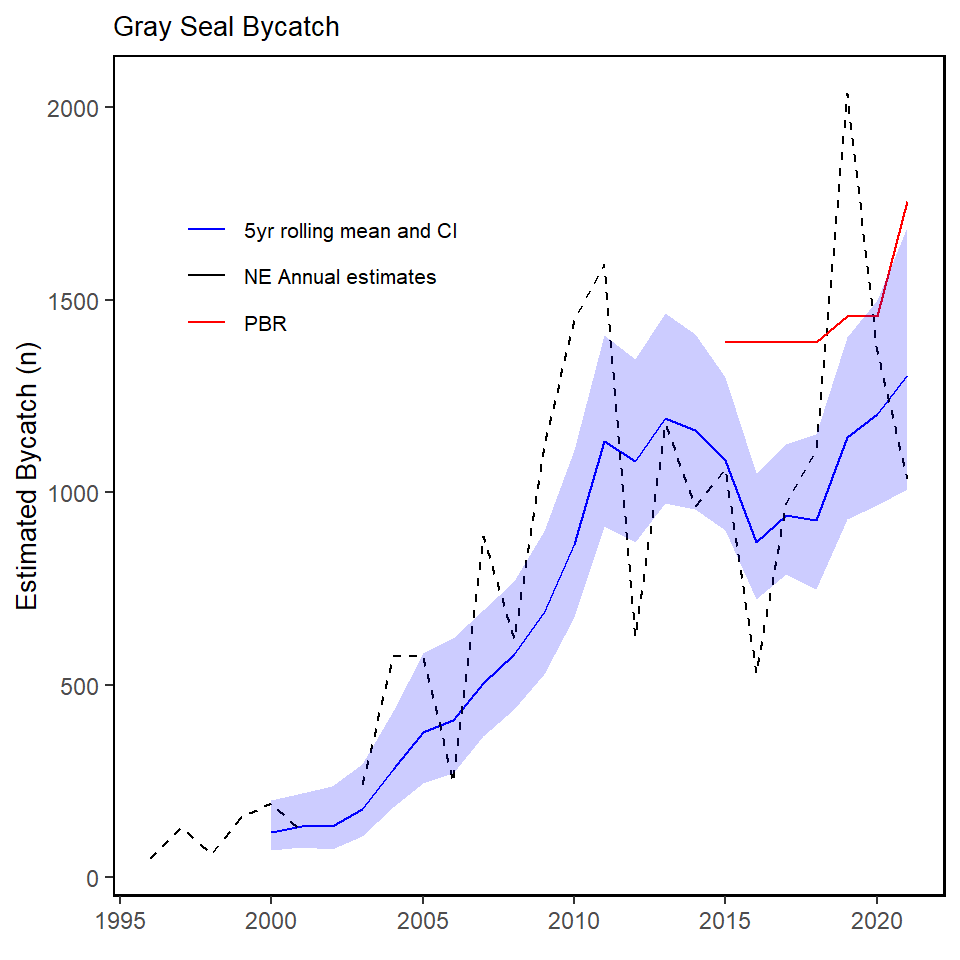 Gray Seal Bycatch
Estimated Bycatch (n)
2000
1500
1000
500
0
5yr rolling mean and CI
NE Annual estimates
PBR
1995 2000 2005 2010 2015 2020